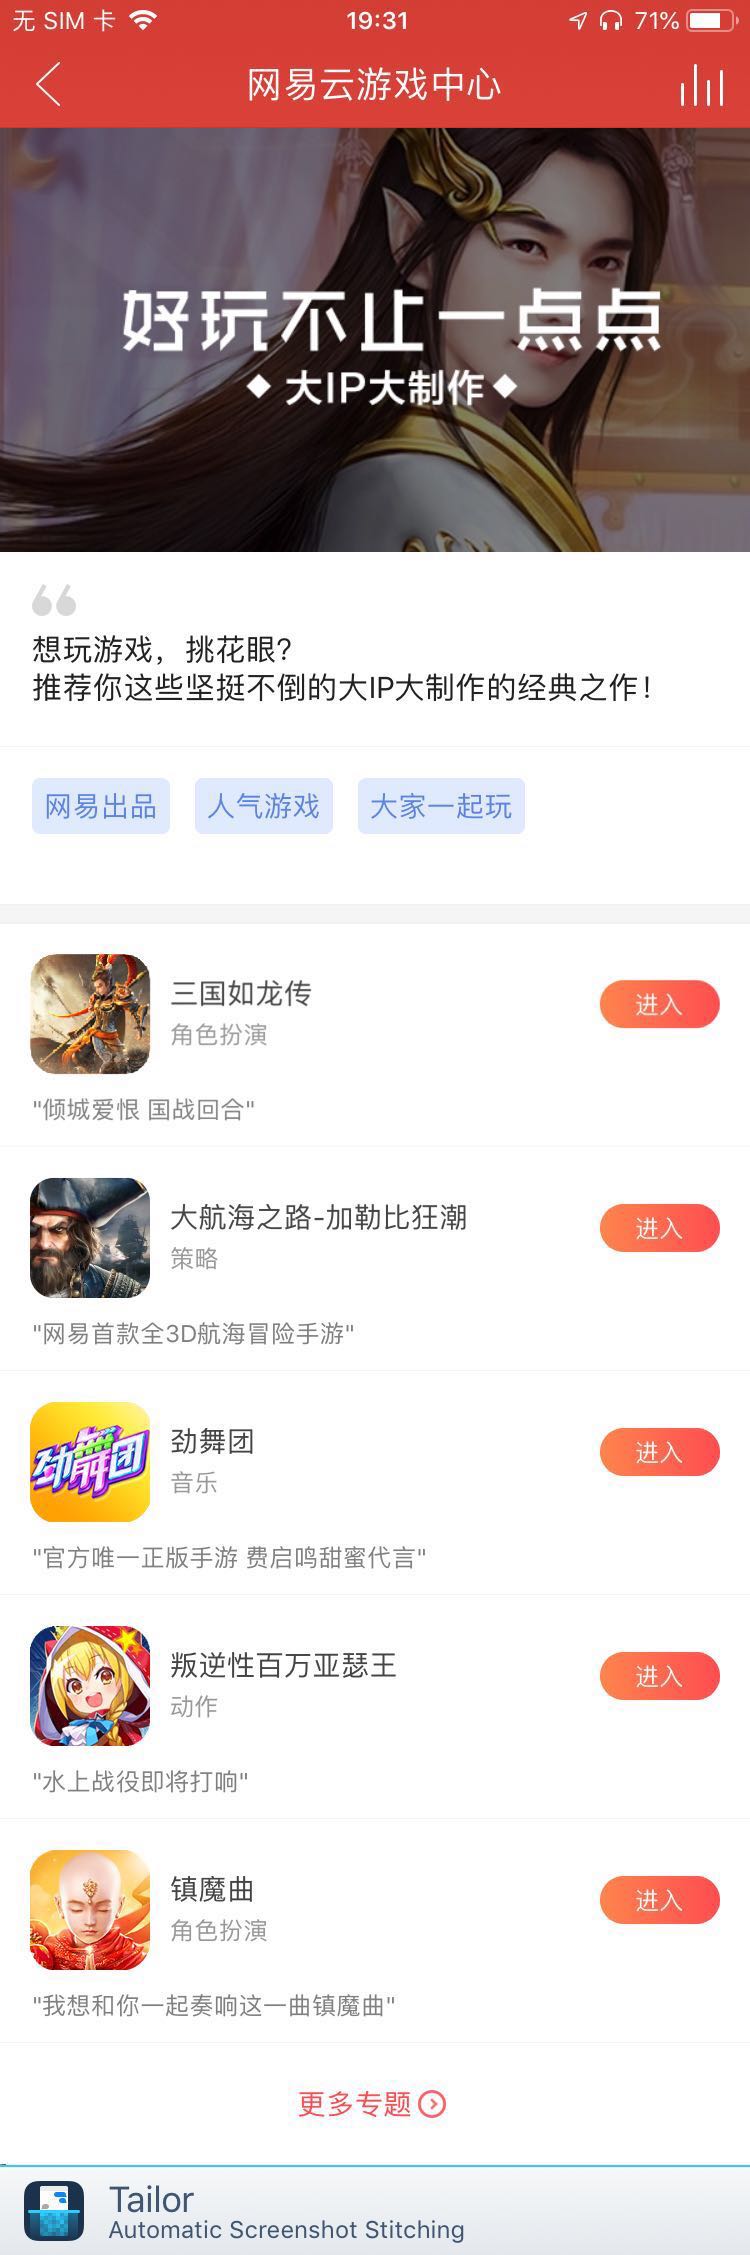 无 SIM 卡
19:31
71%
网易云游戏中心
好玩不止一点点
大IP大制作
想玩游戏，挑花眼？
推荐你这些坚挺不倒的大IP大制作的经典之作！
网易出品
人气游戏
大家一起玩
三国如龙传
角色扮演
进入
"倾城爱恨 国战回合"
大航海之路-加勒比狂潮
策略
进入
"网易首款全3D航海冒险手游"
劲舞团
劲舞团
音乐
进入
"官方唯一正版手游 费启鸣甜蜜代言"
叛逆性百万亚瑟王
动作
进入
"水上战役即将打响"
镇魔曲
角色扮演
进入
"我想和你一起奏响这一曲镇魔曲"
更多专题
Tailor
Automatic Screenshot Stitching